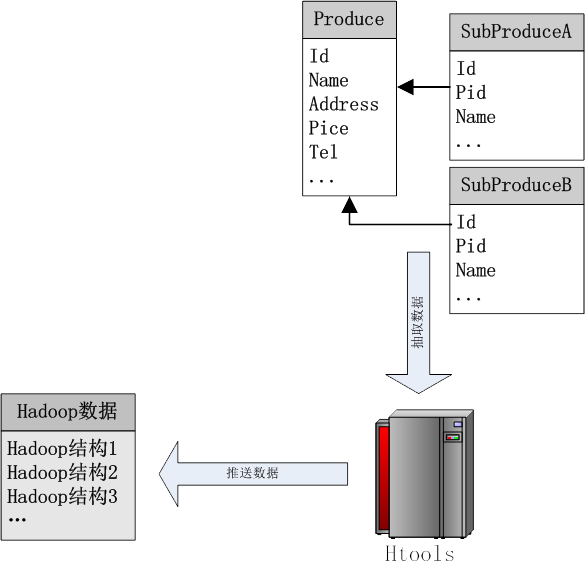 Produce
Id
Name
Address
Pice
Tel
...
SubProduceA
Id
Pid
Name
...
SubProduceB
Id
Pid
Name
...
抽取数据
Hadoop数据
Hadoop结构1
Hadoop结构2
Hadoop结构3
...
推送数据
Htools